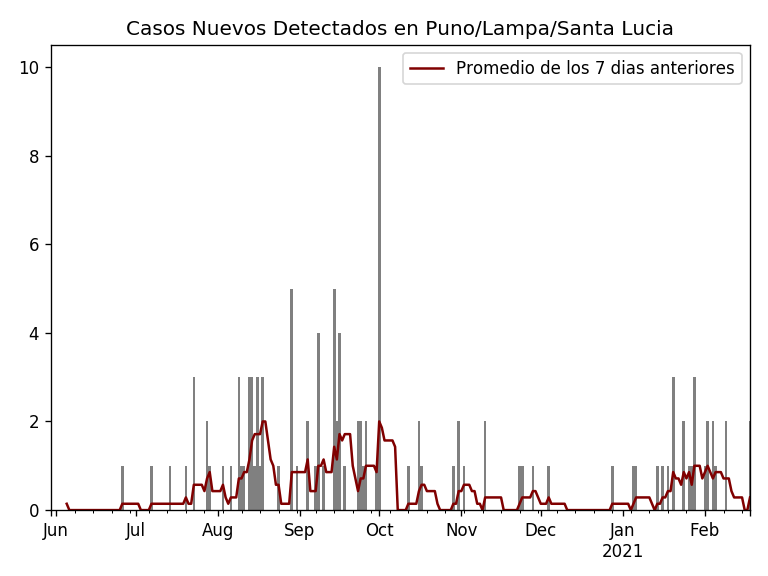 Casos Nuevos Detectados en Puno/Lampa/Santa Lucia
Promedio de los 7 dias anteriores
10
8
6
4
2
0
Jun Jul Aug Sep Oct Nov Dec Jan Feb
2021